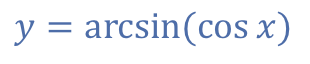 y = arcsin(cos x)